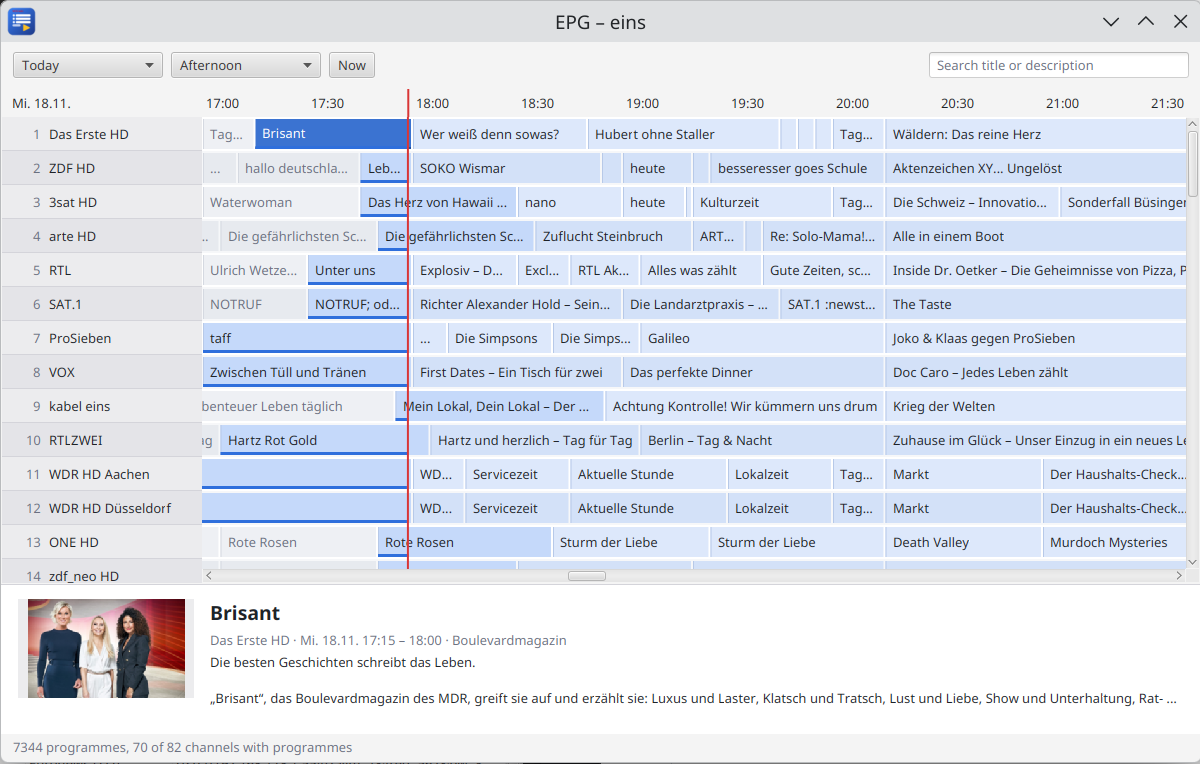 EPG – eins
Today Afternoon Now Search title or description
Mi. 18.11. 17:00 17:30 18:00 18:30 19:00 19:30 20:00 20:30 21:00 21:30
1 Das Erste HD Tag... Brisant Wer weiß denn sowas? Hubert ohne Staller Tag... Wäldern: Das reine Herz
2 ZDF HD ... hallo deutschla... Leb... SOKO Wismar heute besseresser goes Schule Aktenzeichen XY... Ungelöst
3 3sat HD Waterwoman Das Herz von Hawaii ... nano heute Kulturzeit Tag... Die Schweiz – Innovatio... Sonderfall Büsingen
4 arte HD ... Die gefährlichsten Sc... Die gefährlichsten Sc... Zuflucht Steinbruch ART... Re: Solo-Mama!... Alle in einem Boot
5 RTL Ulrich Wetze... Unter uns Explosiv – D... Excl... RTL Ak... Alles was zählt Gute Zeiten, sc... Inside Dr. Oetker – Die Geheimnisse von Pizza, P
6 SAT.1 NOTRUF NOTRUF; od... Richter Alexander Hold – Sein... Die Landarztpraxis – ... SAT.1 :newst... The Taste
7 ProSieben taff ... Die Simpsons Die Simps... Galileo Joko & Klaas gegen ProSieben
8 VOX Zwischen Tüll und Tränen First Dates – Ein Tisch für zwei Das perfekte Dinner Doc Caro – Jedes Leben zählt
9 kabel eins benteuer Leben täglich Mein Lokal, Dein Lokal – Der ... Achtung Kontrolle! Wir kümmern uns drum Krieg der Welten
10 RTLZWEI ag Hartz Rot Gold Hartz und herzlich – Tag für Tag Berlin – Tag & Nacht Zuhause im Glück – Unser Einzug in ein neues Le
11 WDR HD Aachen WD... Servicezeit Aktuelle Stunde Lokalzeit Tag... Markt Der Haushalts-Check...
12 WDR HD Düsseldorf WD... Servicezeit Aktuelle Stunde Lokalzeit Tag... Markt Der Haushalts-Check...
13 ONE HD Rote Rosen Rote Rosen Sturm der Liebe Sturm der Liebe Death Valley Murdoch Mysteries
14 zdf_neo HD
Brisant
Das Erste HD · Mi. 18.11. 17:15 – 18:00 · Boulevardmagazin
Die besten Geschichten schreibt das Leben.
„Brisant“, das Boulevardmagazin des MDR, greift sie auf und erzählt sie: Luxus und Laster, Klatsch und Tratsch, Lust und Liebe, Show und Unterhaltung, Rat- ...
7344 programmes, 70 of 82 channels with programmes